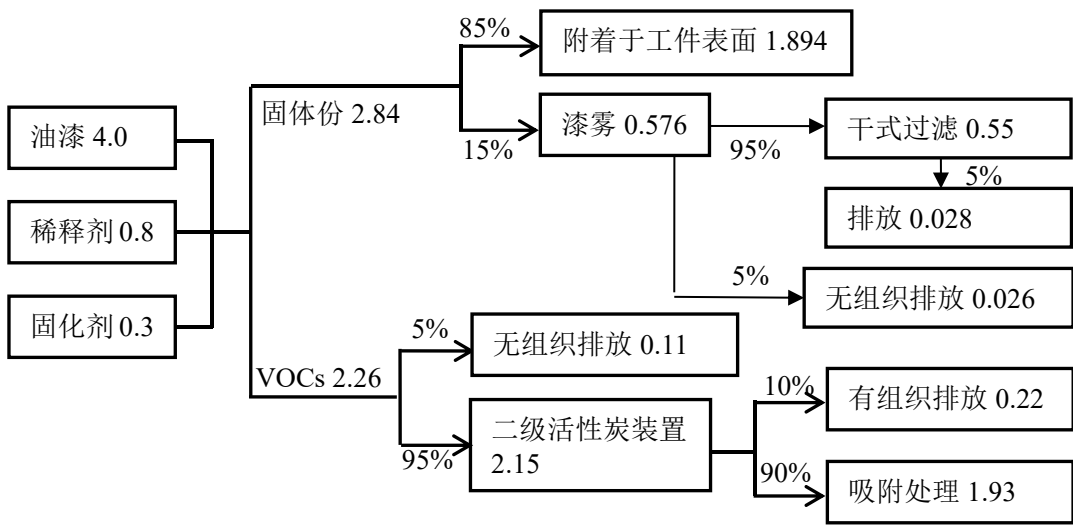 油漆 4.0
稀释剂 0.8
固化剂 0.3
固体份 2.84
85%
附着于工件表面 1.894
15%
漆雾 0.576
95%
干式过滤 0.55
5%
排放 0.028
5%
无组织排放 0.026
VOCs 2.26
5%
无组织排放 0.11
95%
二级活性炭装置
2.15
10%
有组织排放 0.22
90%
吸附处理 1.93